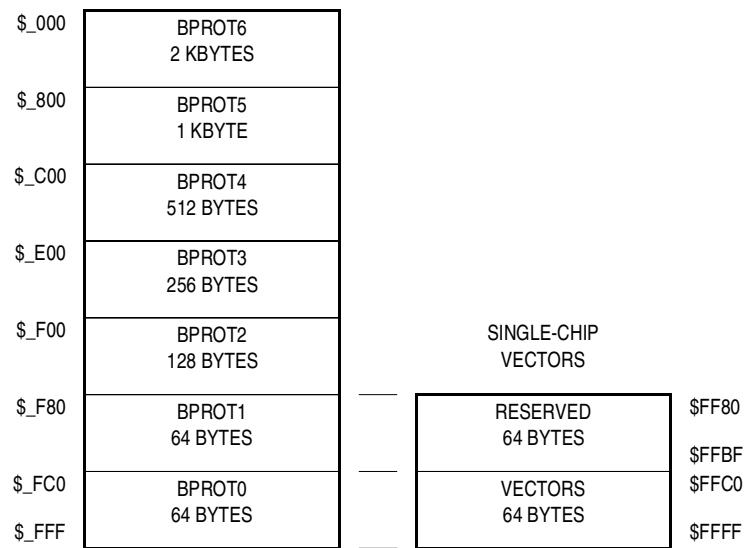 $_000
BPROT6
2 KBYTES
$_800
BPROT5
1 KBYTE
$_C00
BPROT4
512 BYTES
$_E00
BPROT3
256 BYTES
$_F00
BPROT2
128 BYTES
SINGLE-CHIP
VECTORS
$_F80
BPROT1
64 BYTES
RESERVED
64 BYTES
$FF80
$FFBF
$_FC0
BPROT0
64 BYTES
$_FFF
VECTORS
64 BYTES
$FFC0
$FFFF